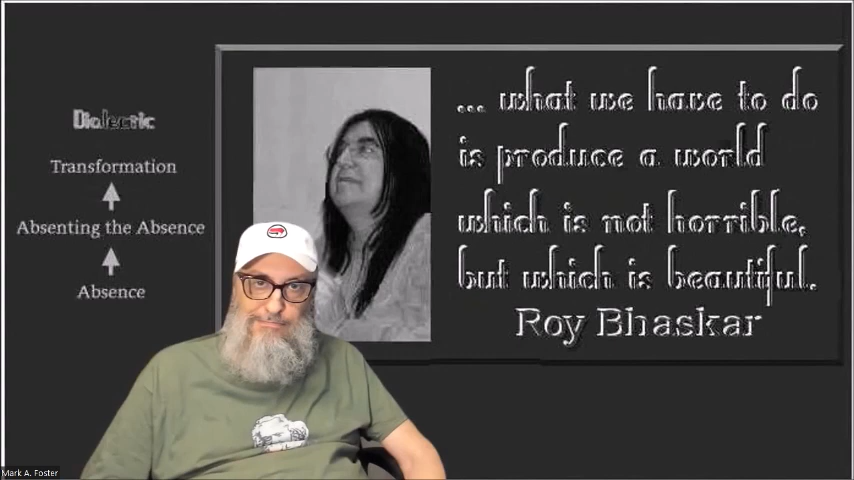 Dialectic
Transformation
Absenting the Absence
Absence
... what we have to do
is produce a world
which is not horrible,
but which is beautiful.
Roy Bhaskar
Mark A. Foster